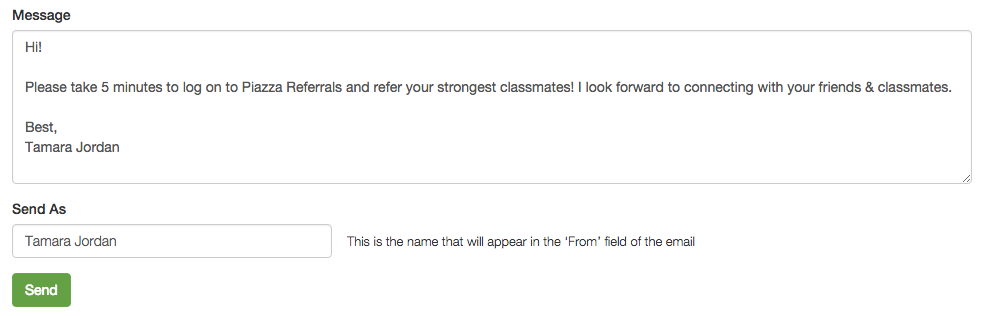 Message
Hi!
Please take 5 minutes to log on to Piazza Referrals and refer your strongest classmates! I look forward to connecting with your friends & classmates.
Best,
Tamara Jordan
Send As
Tamara Jordan
This is the name that will appear in the 'From' field of the email
Send